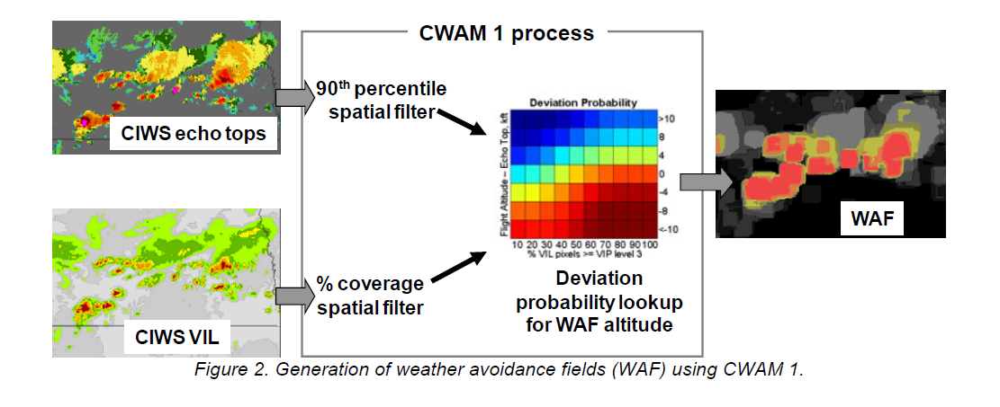 CWAM 1 process
CIWS echo tops
90th percentile
spatial filter
Deviation Probability
Flight Altitude – Echo Top, kft
>10
8
4
0
-4
-8
<-10
10 20 30 40 50 60 70 80 90 100
% VIL pixels >= VIP level 3
WAF
CIWS VIL
% coverage
spatial filter
Deviation
probability lookup
for WAF altitude
Figure 2. Generation of weather avoidance fields (WAF) using CWAM 1.